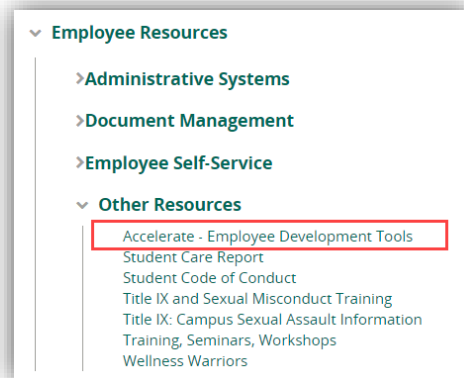 Employee Resources
Administrative Systems
Document Management
Employee Self-Service
Other Resources
Accelerate - Employee Development Tools
Student Care Report
Student Code of Conduct
Title IX and Sexual Misconduct Training
Title IX: Campus Sexual Assault Information
Training, Seminars, Workshops
Wellness Warriors